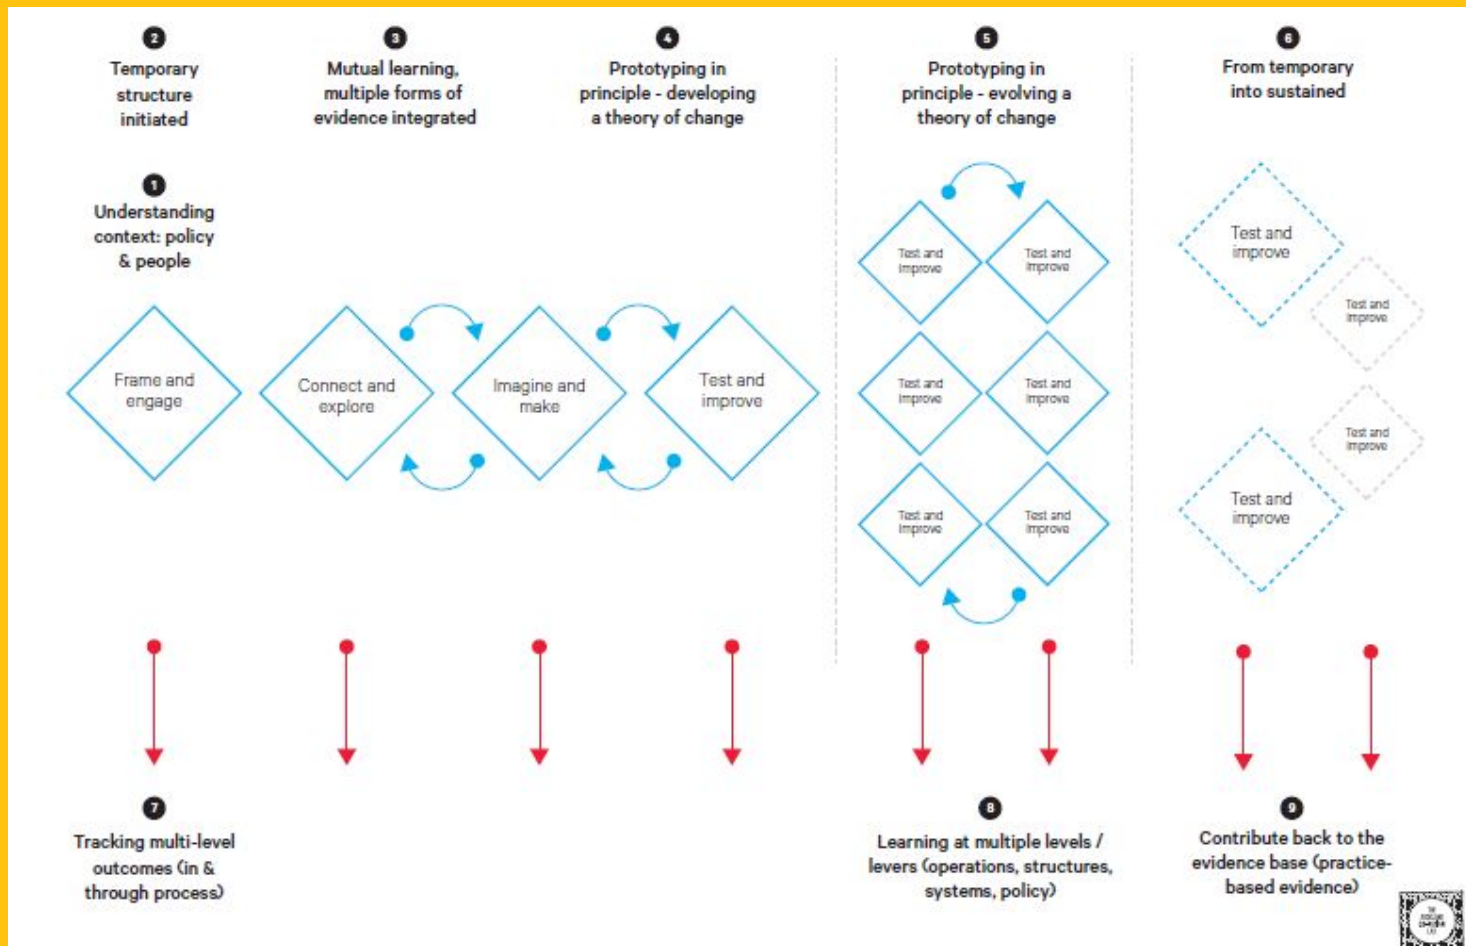 2
Temporary
structure
initiated
3
Mutual learning,
multiple forms of
evidence integrated
4
Prototyping in
principle - developing
a theory of change
5
Prototyping in
principle - evolving a
theory of change
6
From temporary
into sustained
1
Understanding
context: policy
& people
Frame and
engage
Connect and
explore
Imagine and
make
Test and
improve
Test and
improve
Test and
improve
Test and
improve
Test and
improve
Test and
improve
Test and
improve
Test and
improve
Test and
improve
Test and
improve
Test and
improve
7
Tracking multi-level
outcomes (in &
through process)
8
Learning at multiple levels /
levers (operations, structures,
systems, policy)
9
Contribute back to the
evidence base (practice-
based evidence)